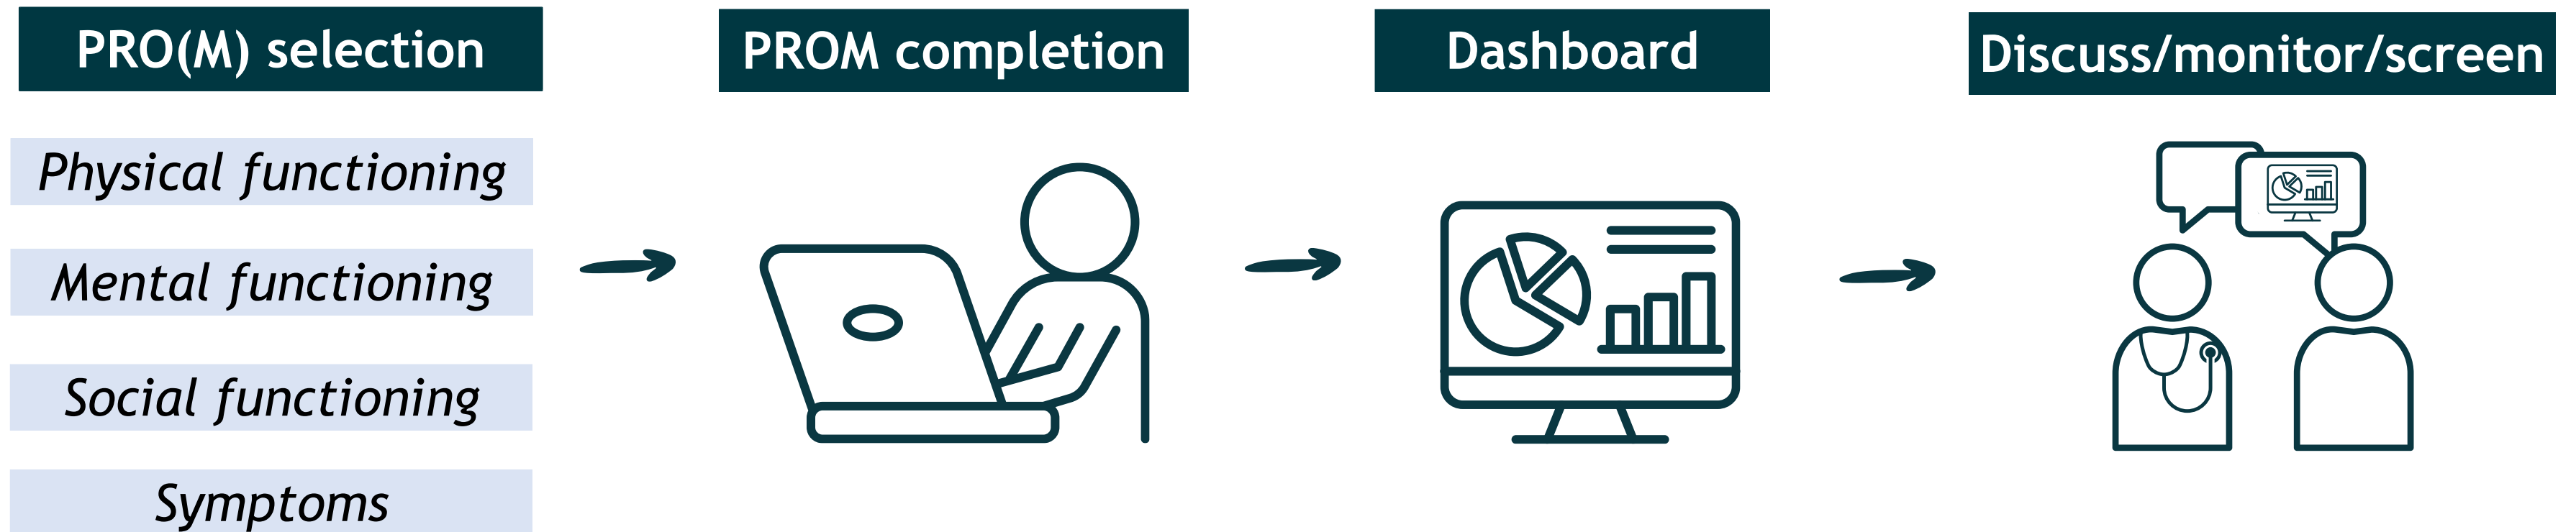 PRO(M) selection
Physical functioning
Mental functioning
Social functioning
Symptoms
PROM completion
Dashboard
Discuss/monitor/screen